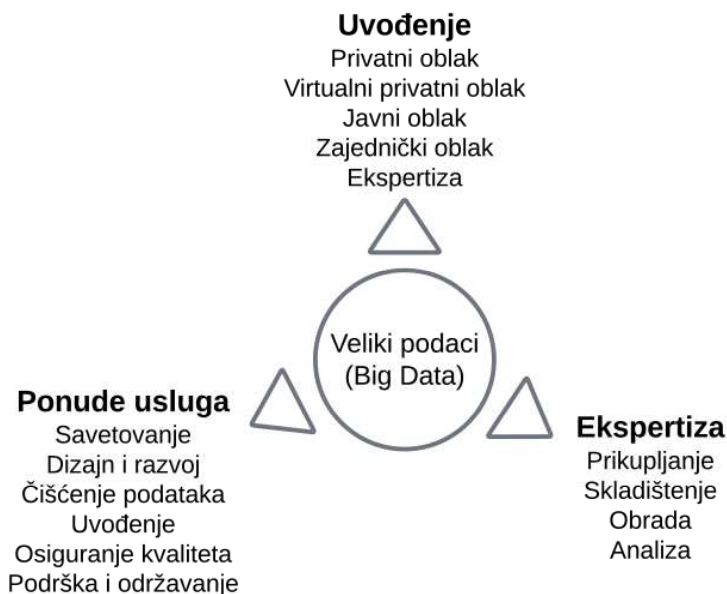 Uvođenje
Privatni oblak
Virtualni privatni oblak
Javni oblak
Zajednički oblak
Ekspertiza
Veliki podaci
(Big Data)
Ponude usluga
Savetovanje
Dizajn i razvoj
Čišćenje podataka
Uvođenje
Osiguranje kvaliteta
Podrška i održavanje
Ekspertiza
Prikupljanje
Skladištenje
Obrada
Analiza